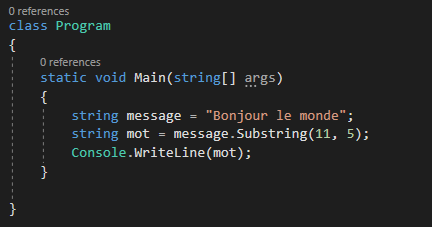 0 references
class Program
{
0 references
static void Main(string[] args)
{
string message = "Bonjour le monde";
string mot = message.Substring(11, 5);
Console.WriteLine(mot);
}
}